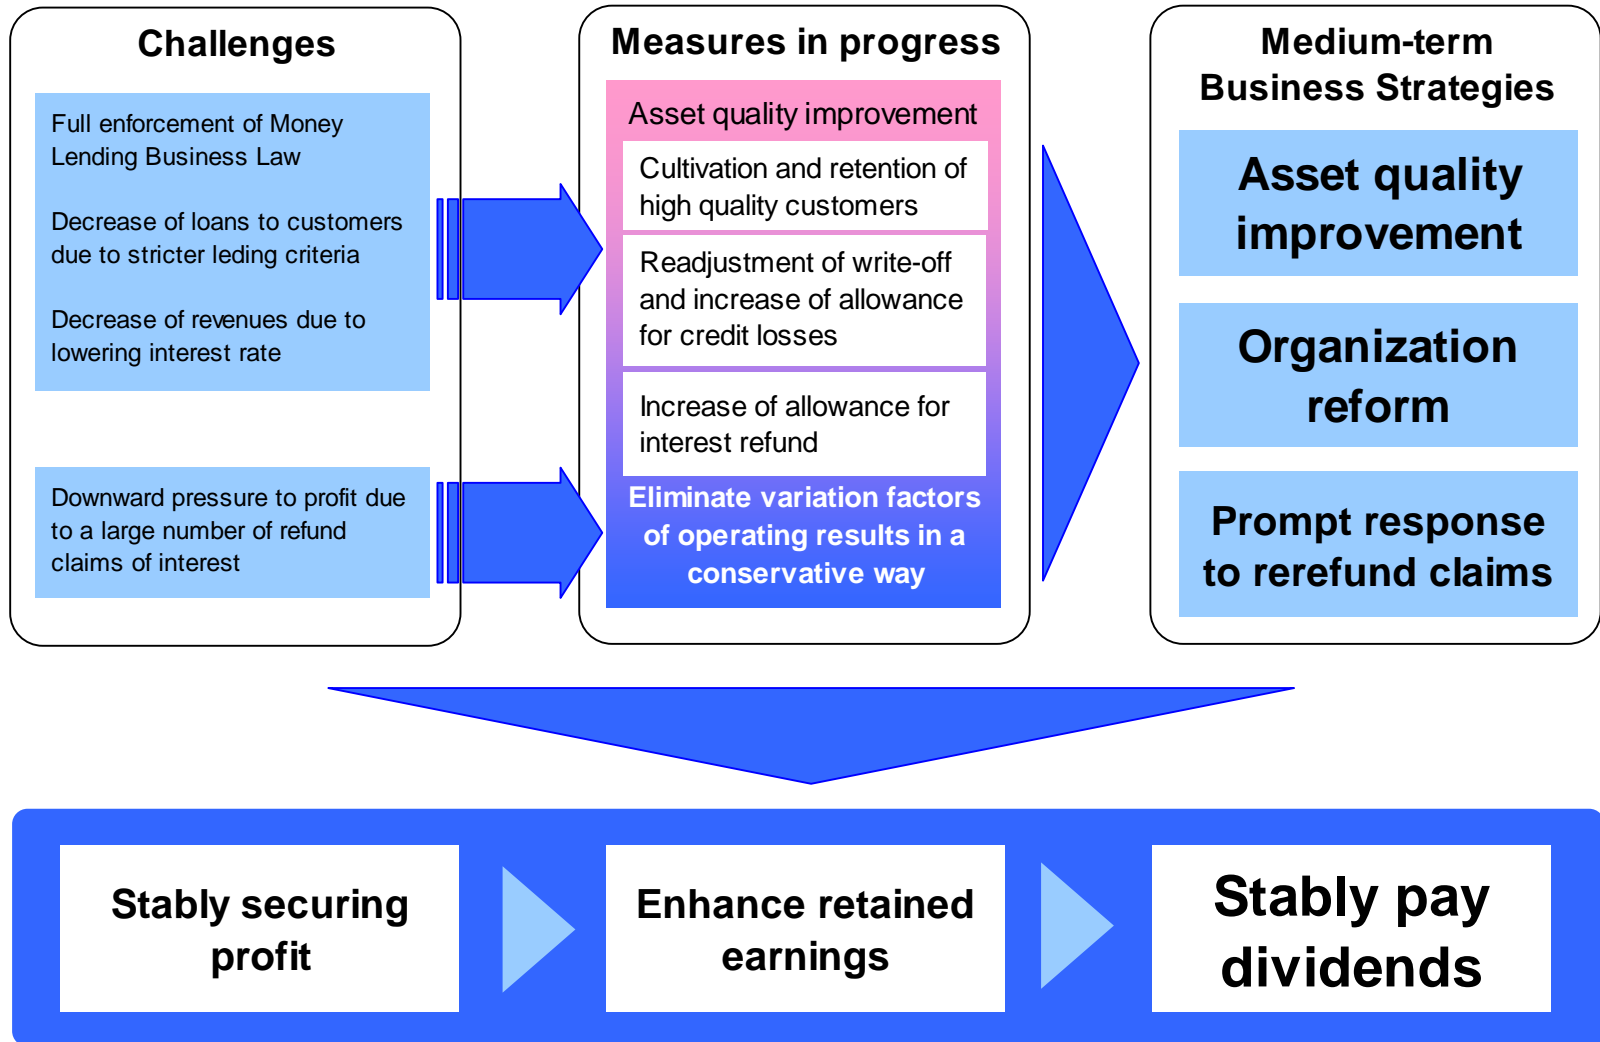 Challenges
Full enforcement of Money
Lending Business Law
Decrease of loans to customers
due to stricter leding criteria
Decrease of revenues due to
lowering interest rate
Downward pressure to profit due
to a large number of refund
claims of interest
Measures in progress
Asset quality improvement
Cultivation and retention of
high quality customers
Readjustment of write-off
and increase of allowance
for credit losses
Increase of allowance for
interest refund
Eliminate variation factors
of operating results in a
conservative way
Medium-term
Business Strategies
Asset quality
improvement
Organization
reform
Prompt response
to rerefund claims
Stably securing
profit
Enhance retained
earnings
Stably pay
dividends